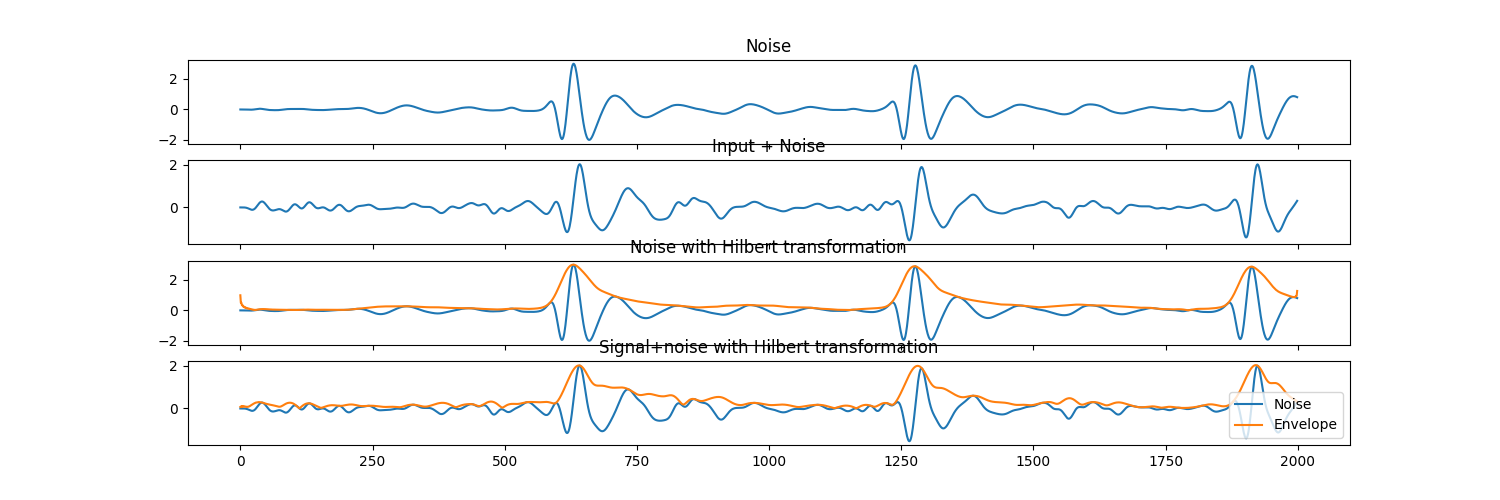 Noise
2
0
−2
Input + Noise
2
0
Noise with Hilbert transformation
2
0
−2
Signal+noise with Hilbert transformation
2
0
Noise
Envelope
0 250 500 750 1000 1250 1500 1750 2000